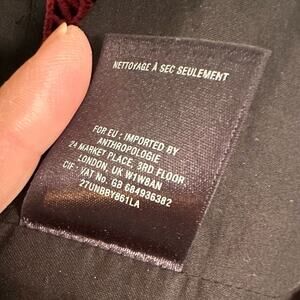 NETTOYAGE À SEC SEULEMENT
FOR EU : IMPORTED BY
ANTHROPOLOGIE
24 MARKET PLACE, 3RD FLOOR
LONDON, UK W1W8AN
CIF : VAT No. GB 684936382
2TUNBBY861LA